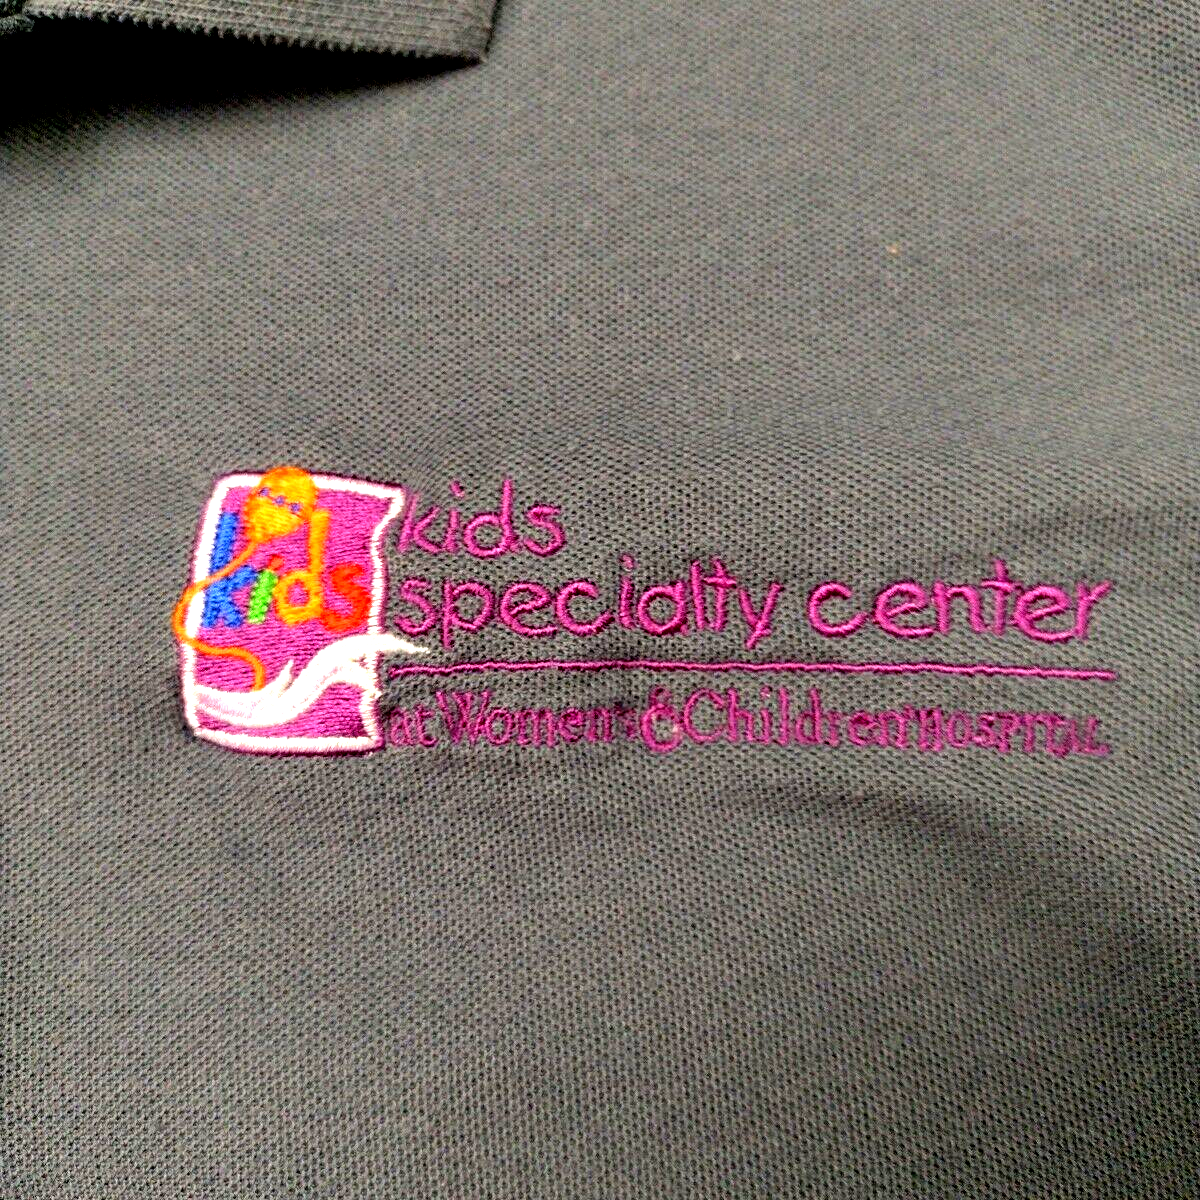 kids
kids
specialty center
at Women's & Children's HOSPITAL